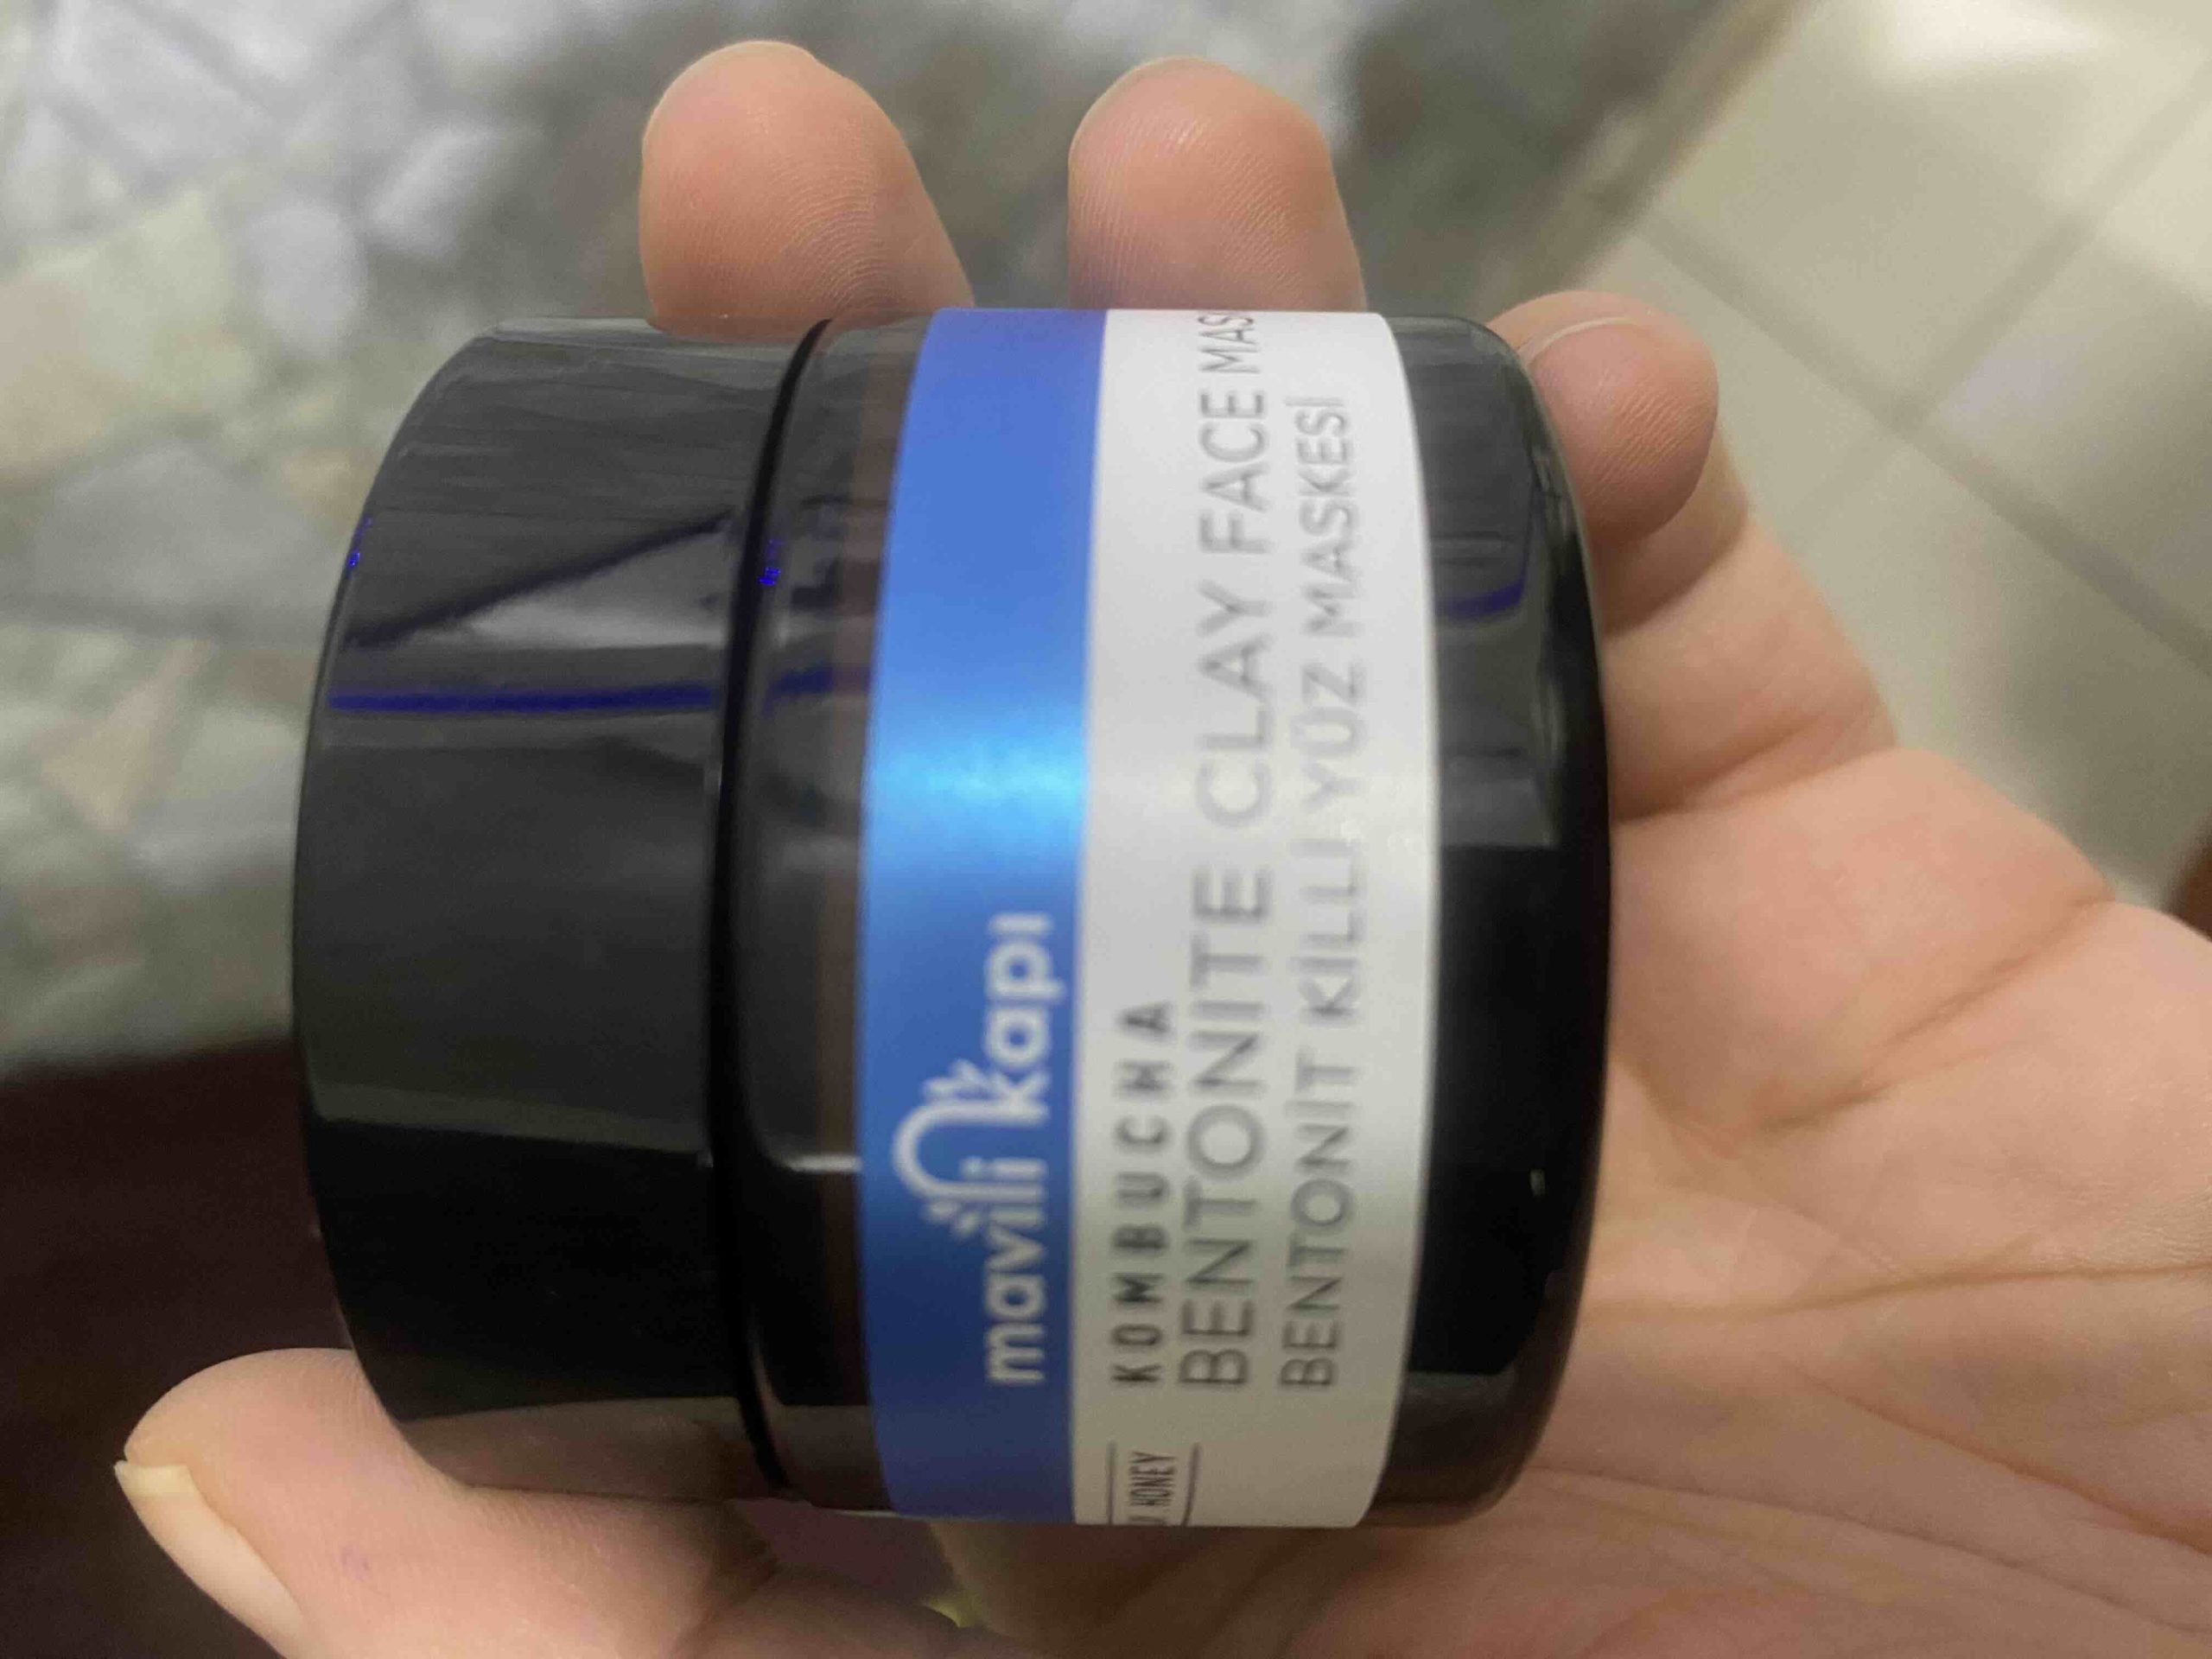 mavili kapı
KOMBUCHA
BENTONITE CLAY FACE
BENTONİT KİLLİ YÜZ MASKESİ
HONEY